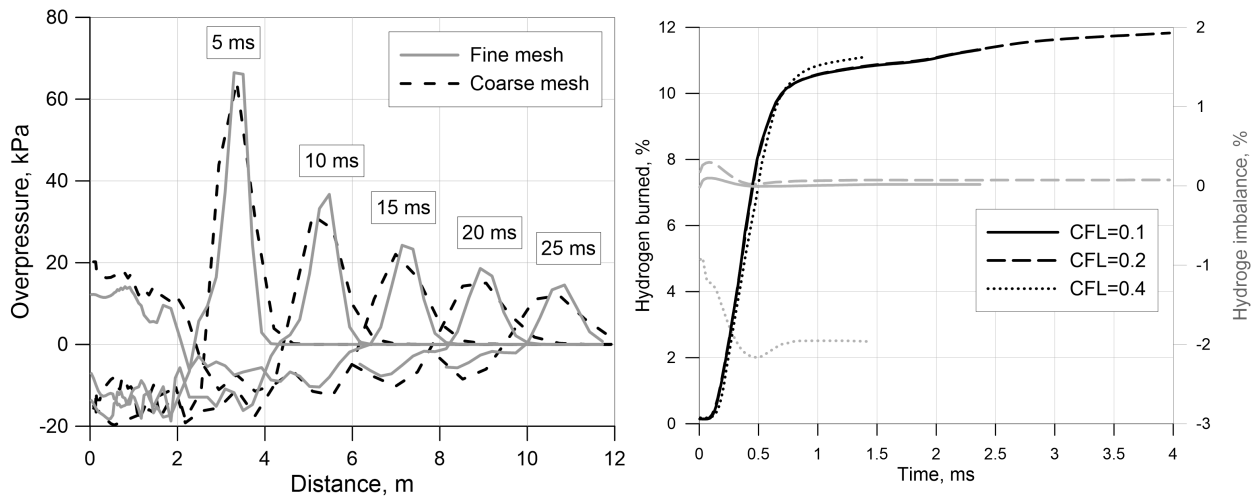 80
60
40
20
0
-20
Overpressure, kPa
5 ms
10 ms
15 ms
20 ms
25 ms
Fine mesh
Coarse mesh
0 2 4 6 8 10 12
Distance, m
12
10
8
6
4
2
0
Hydrogen burned, %
CFL=0.1
CFL=0.2
CFL=0.4
2
1
0
-1
-2
-3
Hydroge imbalance, %
0 0.5 1 1.5 2 2.5 3 3.5 4
Time, ms